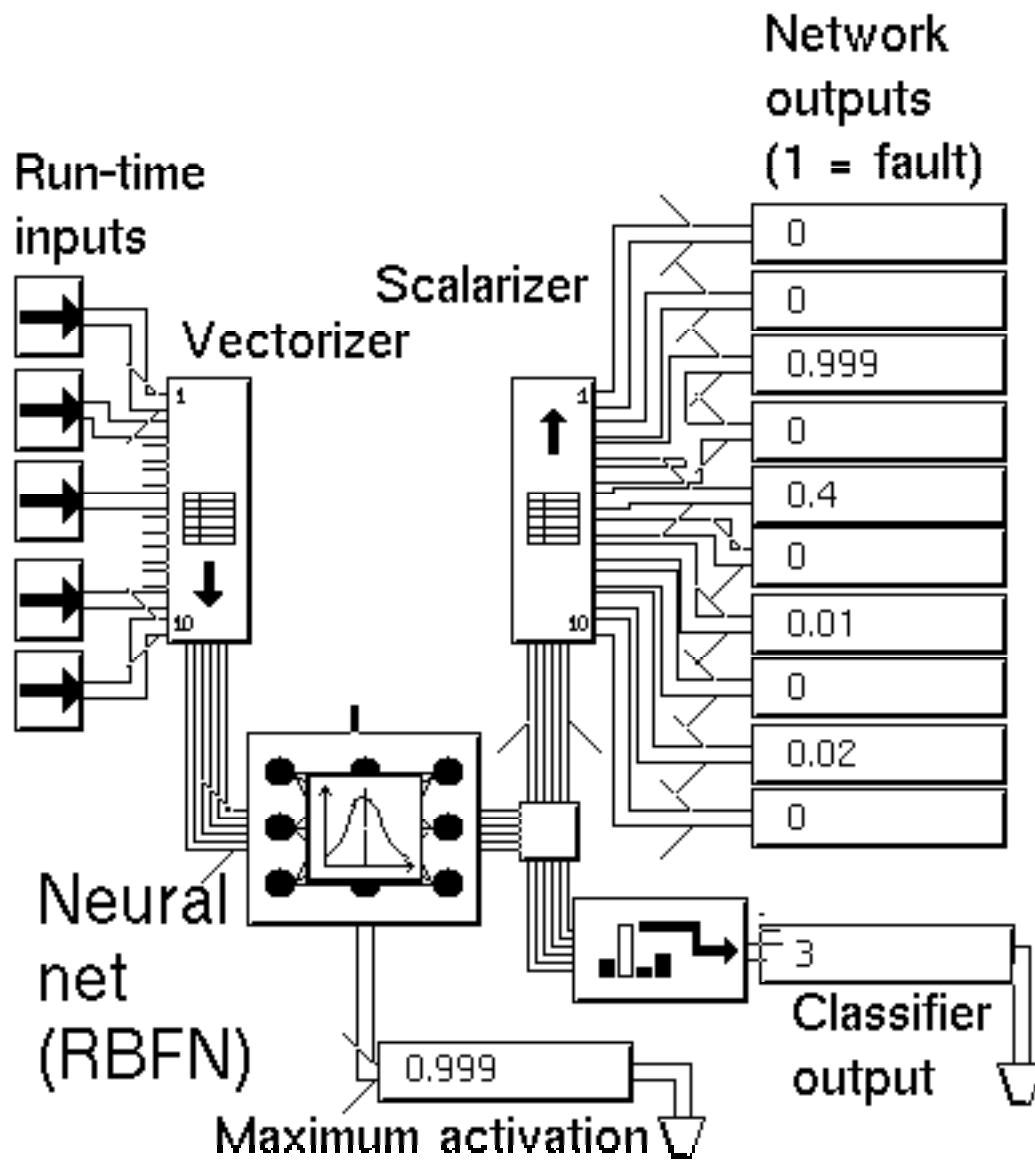 Network
outputs
(1 = fault)
Run-time
inputs
Scalarizer
Vectorizer
0
0
0.999
0
0.4
0
0.01
0
0.02
0
1
10
1
10
Neural
net
(RBFN)
3
Classifier
output
0.999
Maximum activation